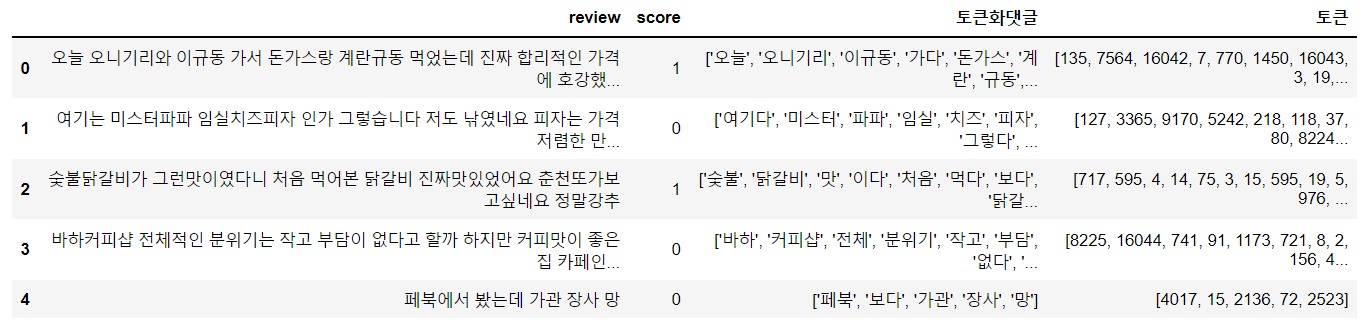 review score 토큰화댓글 토큰
0 오늘 오니기리와 이규동 가서 돈가스랑 계란규동 먹었는데 진짜 합리적인 가격에 호강했... 1 ['오늘', '오니기리', '이규동', '가다', '돈가스', '계란', '규동',... [135, 7564, 16042, 7, 770, 1450, 16043, 3, 19,...
1 여기는 미스터파파 임실치즈피자 인가 그렇습니다 저도 낚였네요 피자는 가격 저렴한 만... 0 ['여기다', '미스터', '파파', '임실', '치즈', '피자', '그렇다', ... [127, 3365, 9170, 5242, 218, 118, 37, 80, 8224...
2 숯불닭갈비가 그런맛이였다니 처음 먹어본 닭갈비 진짜맛있었어요 춘천또가보고싶네요 정말강추 1 ['숯불', '닭갈비', '맛', '이다', '처음', '먹다', '보다', '닭갈... [717, 595, 4, 14, 75, 3, 15, 595, 19, 5, 976, ...
3 바하커피샵 전체적인 분위기는 작고 부담이 없다고 할까 하지만 커피맛이 좋은집 카페인... 0 ['바하', '커피샵', '전체', '분위기', '작고', '부담', '없다', '... [8225, 16044, 741, 91, 1173, 721, 8, 2, 156, 4...
4 페북에서 봤는데 가관 장사 망 0 ['페북', '보다', '가관', '장사', '망'] [4017, 15, 2136, 72, 2523]